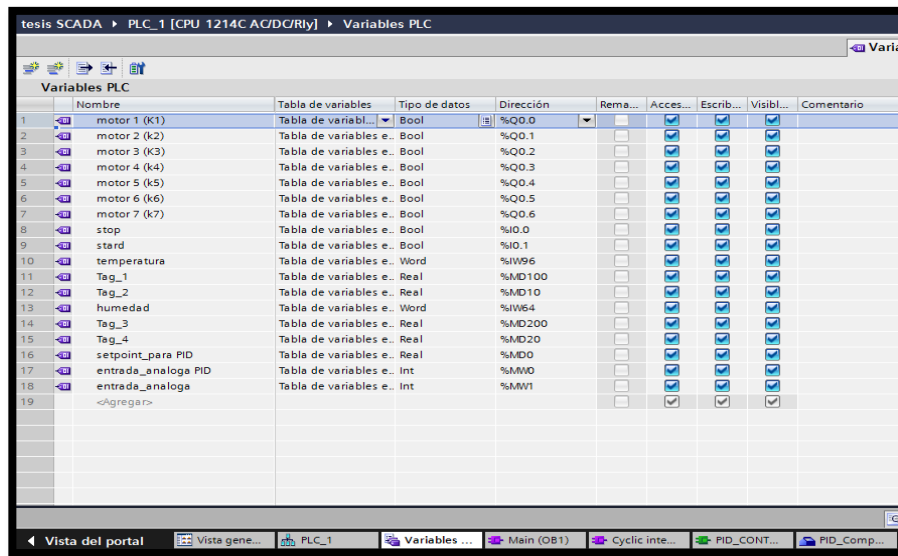 tesis SCADA ▸ PLC_1 [CPU 1214C AC/DC/Rly] ▸ Variables PLC
Varia
Variables PLC
Nombre Tabla de variables Tipo de datos Dirección Rema... Acces... Escrib... Visibl... Comentario
1 motor 1 (K1) Tabla de variabl... Bool %Q0.0
2 motor 2 (k2) Tabla de variables e.. Bool %Q0.1
3 motor 3 (K3) Tabla de variables e.. Bool %Q0.2
4 motor 4 (k4) Tabla de variables e.. Bool %Q0.3
5 motor 5 (k5) Tabla de variables e.. Bool %Q0.4
6 motor 6 (k6) Tabla de variables e.. Bool %Q0.5
7 motor 7 (k7) Tabla de variables e.. Bool %Q0.6
8 stop Tabla de variables e.. Bool %I0.0
9 stard Tabla de variables e.. Bool %I0.1
10 temperatura Tabla de variables e.. Word %IW96
11 Tag_1 Tabla de variables e.. Real %MD100
12 Tag_2 Tabla de variables e.. Real %MD10
13 humedad Tabla de variables e.. Word %IW64
14 Tag_3 Tabla de variables e.. Real %MD200
15 Tag_4 Tabla de variables e.. Real %MD20
16 setpoint_para PID Tabla de variables e.. Real %MD0
17 entrada_analoga PID Tabla de variables e.. Int %MW0
18 entrada_analoga Tabla de variables e.. Int %MW1
19 <Agregar>
Vista del portal Vista gene... PLC_1 Variables ... Main (OB1) Cyclic inte... PID_CONT... PID_Comp...